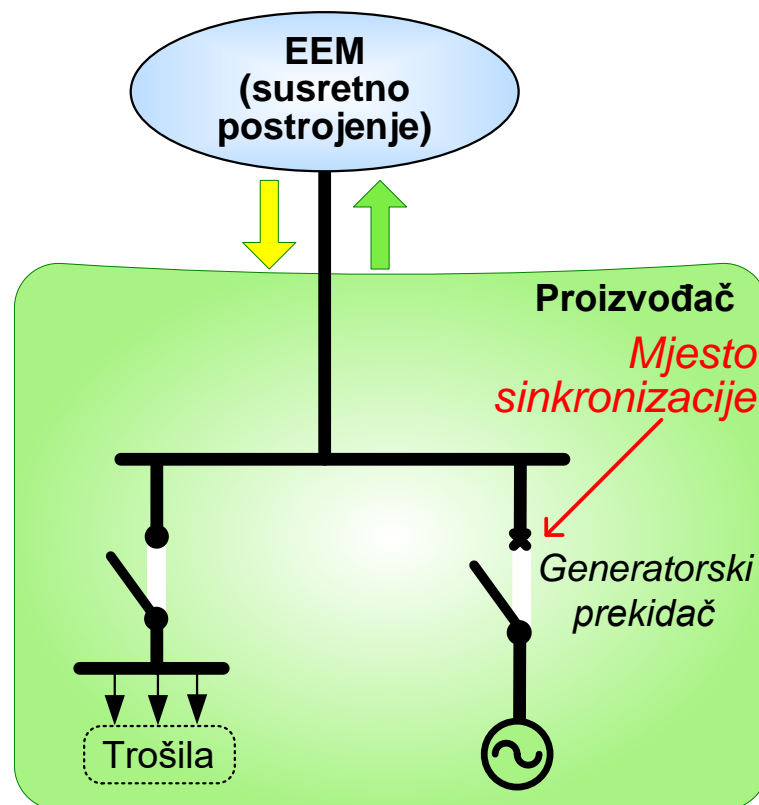 EEM
(susretno
postrojenje)
Proizvođač
Mjesto
sinkronizacije
Generatorski
prekidač
Trošila